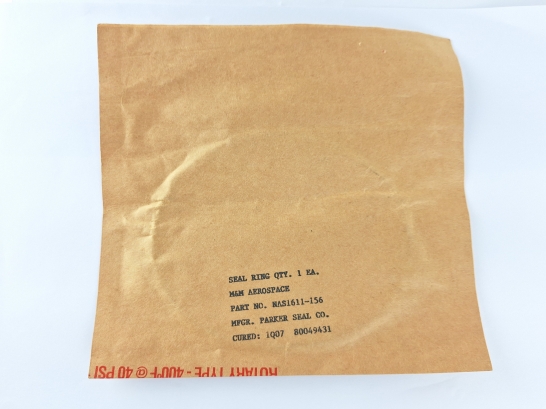 SEAL RING QTY. 1 EA.
M&M AEROSPACE
PART NO. NAS1611-156
MFGR. PARKER SEAL CO.
CURED: 1Q07 80049431
ROTARY TYPE - 400°F @ 40 PSI -